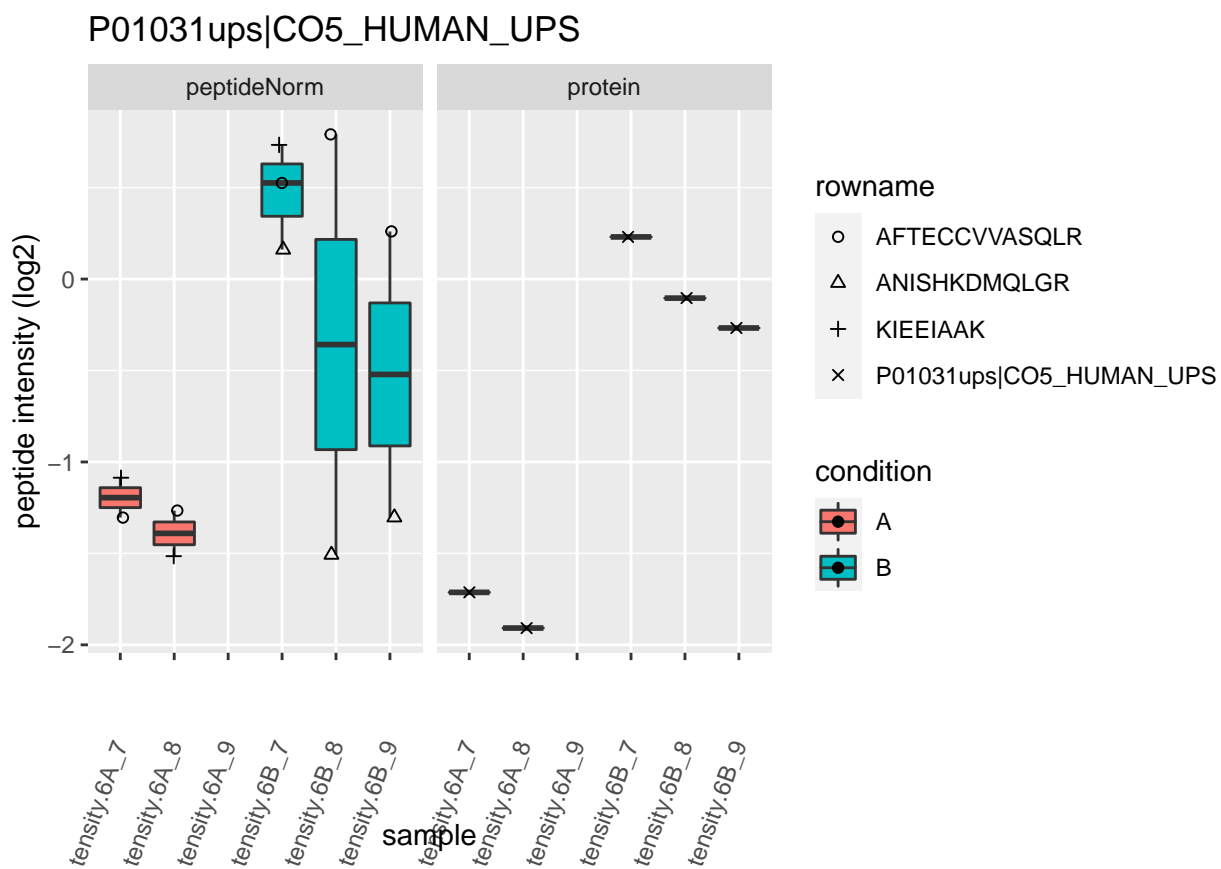 P01031ups|CO5_HUMAN_UPS
peptideNorm
protein
peptide intensity (log2)
0
−1
−2
tensity.6A_7
tensity.6A_8
tensity.6A_9
tensity.6B_7
tensity.6B_8
tensity.6B_9
tensity.6A_7
tensity.6A_8
tensity.6A_9
tensity.6B_7
tensity.6B_8
tensity.6B_9
sample
rowname
AFTECCVVASQLR
ANISHKDMQLGR
KIEEIAAK
P01031ups|CO5_HUMAN_UPS
condition
A
B